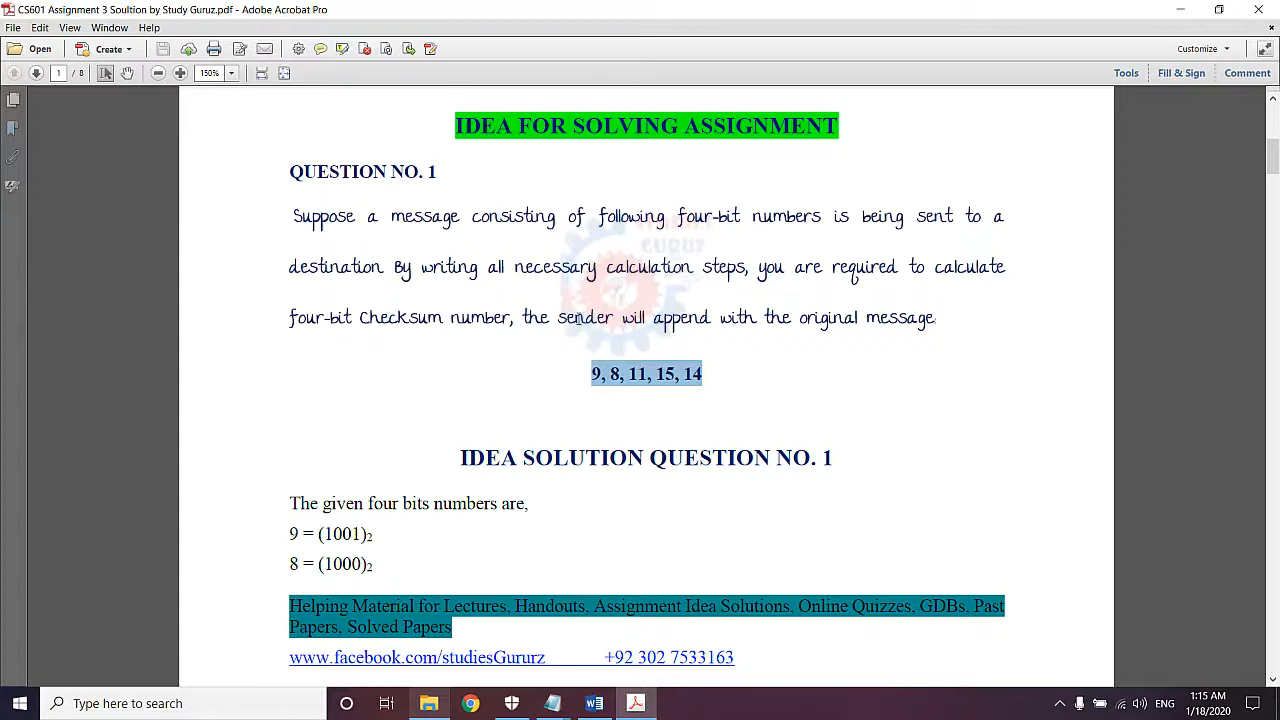 CS601 Assignment 3 Soultion by Study Guruz.pdf - Adobe Acrobat Pro
File Edit View Window Help
Open Create Customize
1 / 8 150% Tools Fill & Sign Comment
IDEA FOR SOLVING ASSIGNMENT
QUESTION NO. 1
Suppose a message consisting of following four-bit numbers is being sent to a
destination. By writing all necessary calculation steps, you are required to calculate
four-bit Checksum number, the sender will append with the original message.
9, 8, 11, 15, 14
IDEA SOLUTION QUESTION NO. 1
The given four bits numbers are,
9 = (1001)₂
8 = (1000)₂
Helping Material for Lectures, Handouts, Assignment Idea Solutions, Online Quizzes, GDBs, Past
Papers, Solved Papers
www.facebook.com/studiesGururz +92 302 7533163
Type here to search
ENG
1:15 AM
1/18/2020